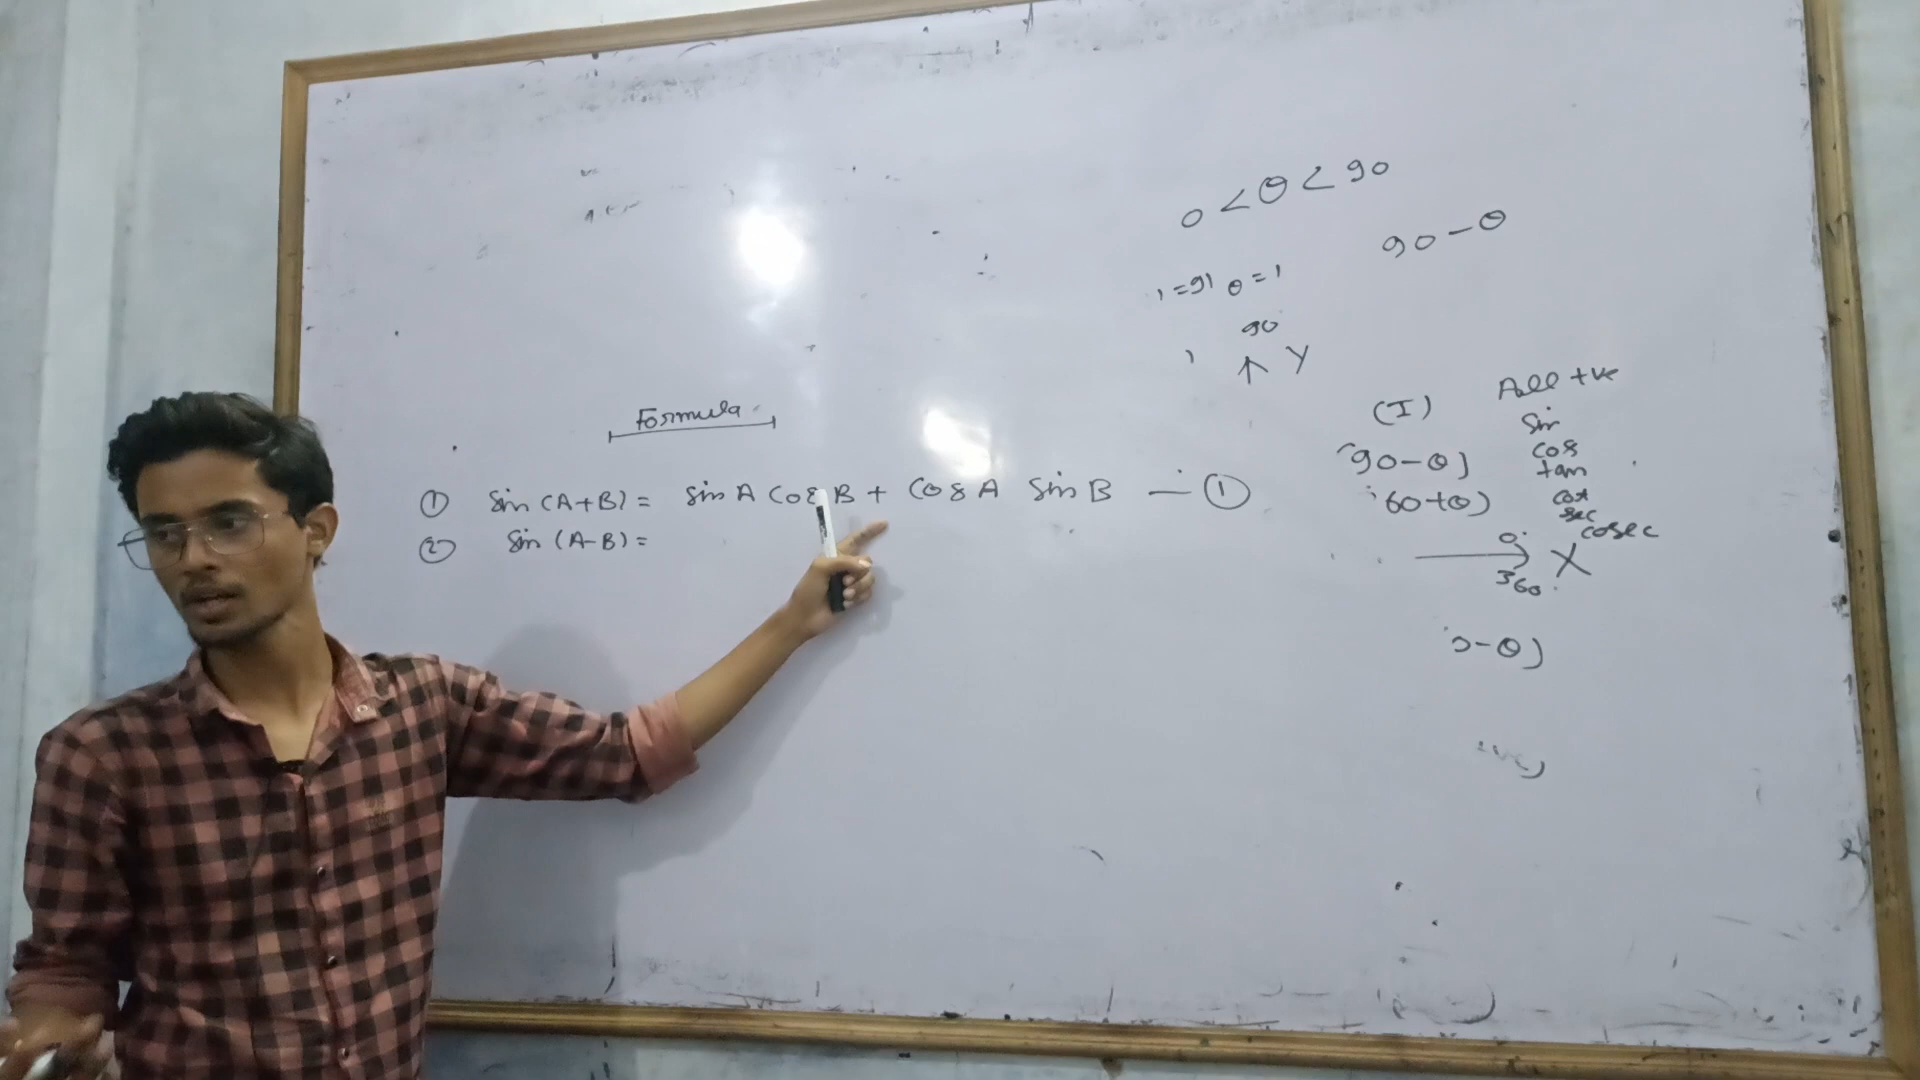 0 < θ < 90
90 - θ
1 = 91 θ = 1
90
Y
Formula
(I) All +ve
sin
90-θ) cos
tan
① sin (A+B) = sin A Cos B + Cos A Sin B — ①
60+θ) cot
sec
② Sin (A-B) =
cosec
0
X
360
-θ)